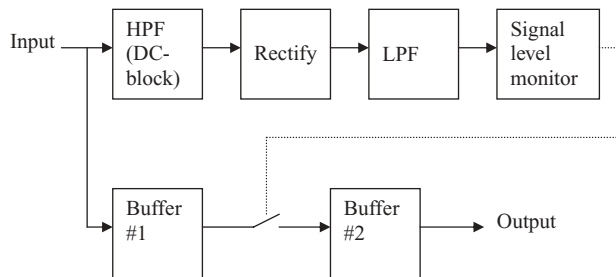 Input
HPF
(DC-
block)
Rectify
LPF
Signal
level
monitor
Buffer
#1
Buffer
#2
Output